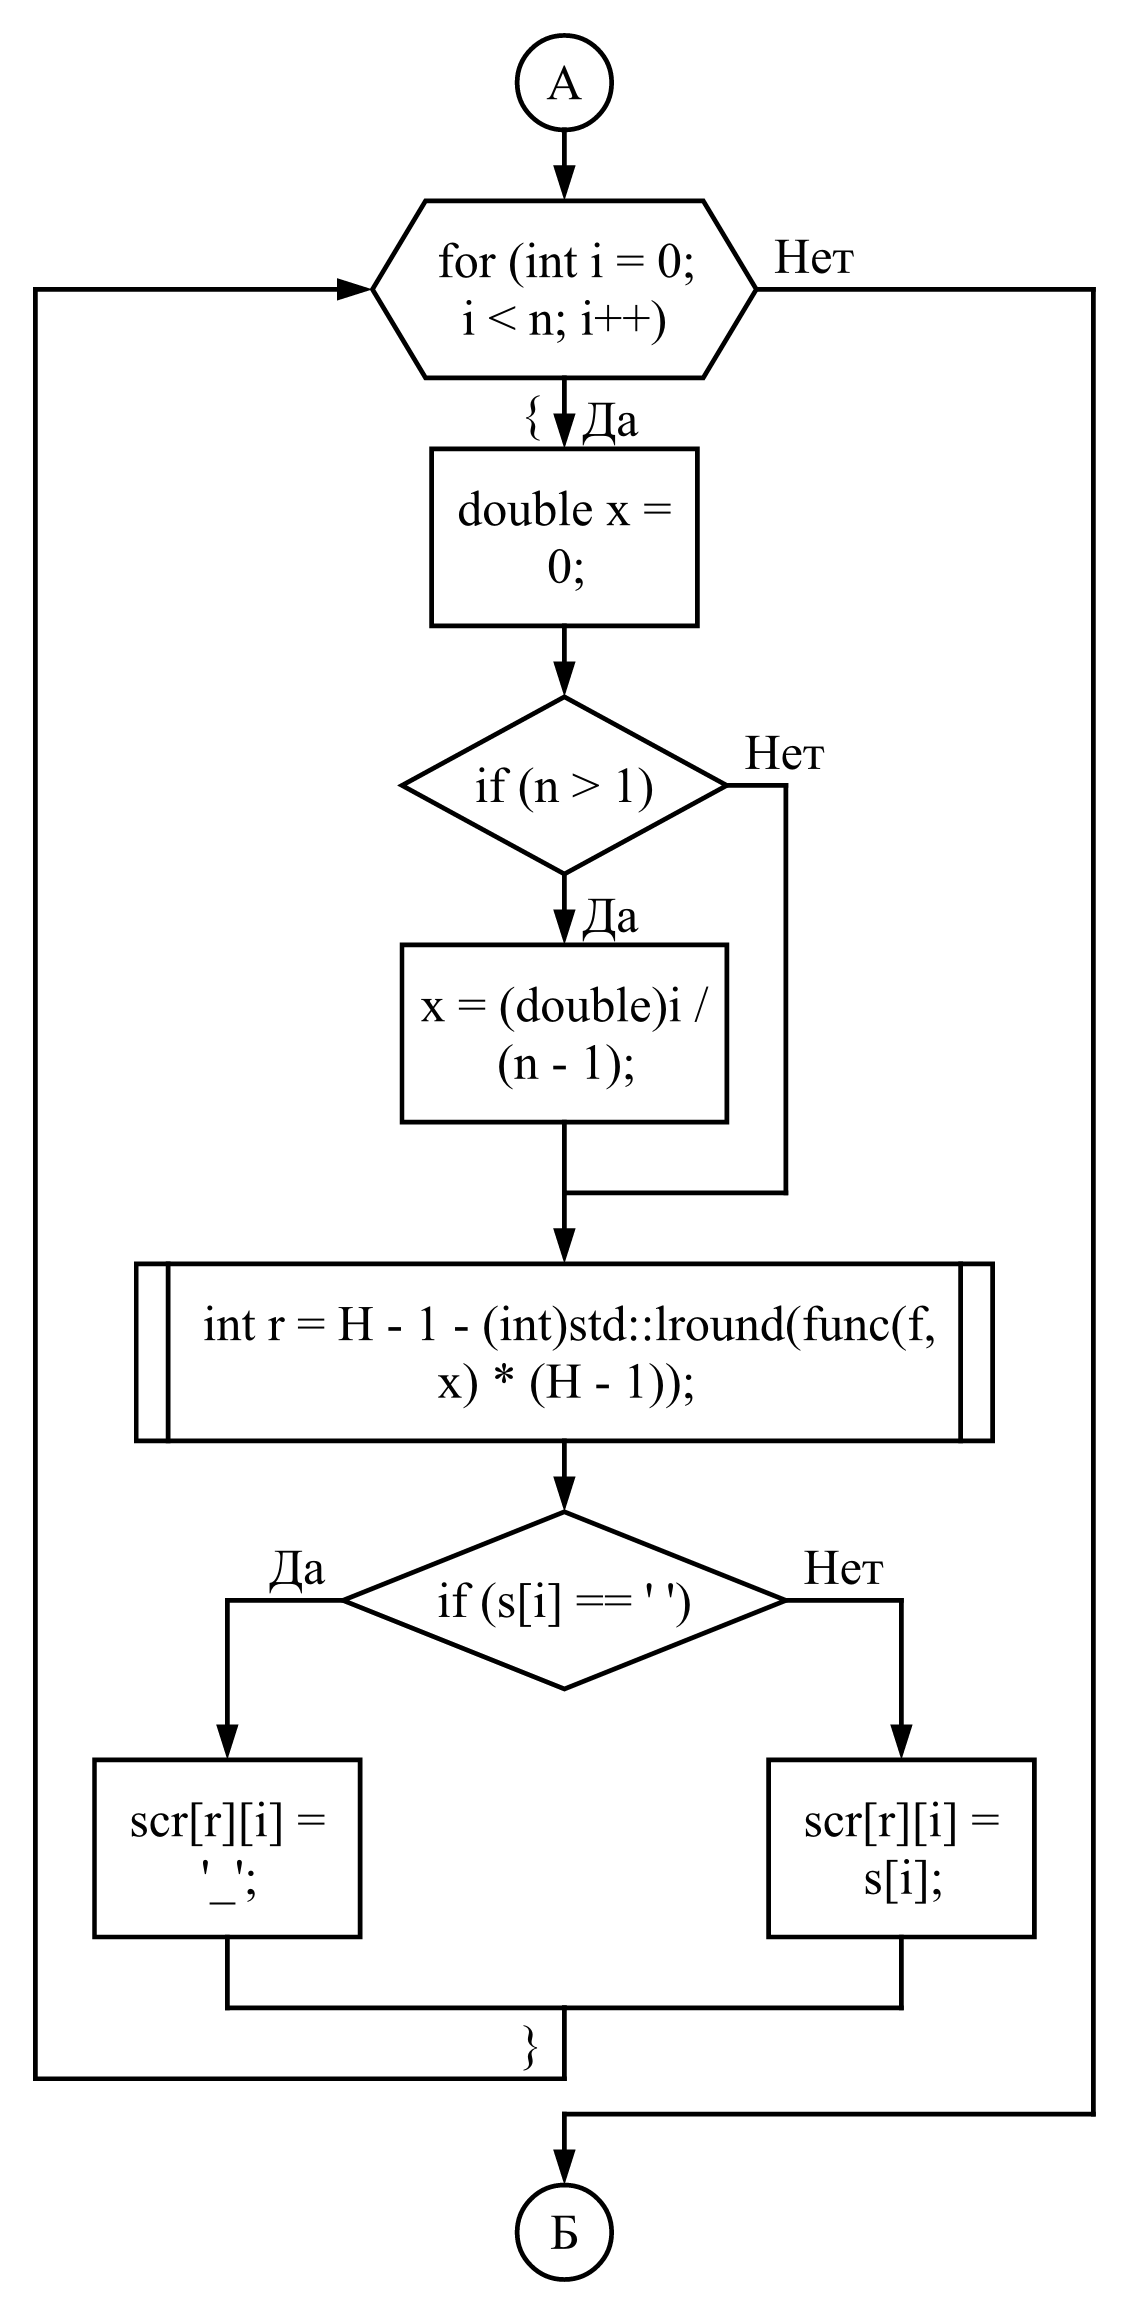 А
for (int i = 0;
i < n; i++)
Нет
{
Да
double x =
0;
if (n > 1)
Нет
Да
x = (double)i /
(n - 1);
int r = H - 1 - (int)std::lround(func(f,
x) * (H - 1));
Да
if (s[i] == ' ')
Нет
scr[r][i] =
'_';
scr[r][i] =
s[i];
}
Б